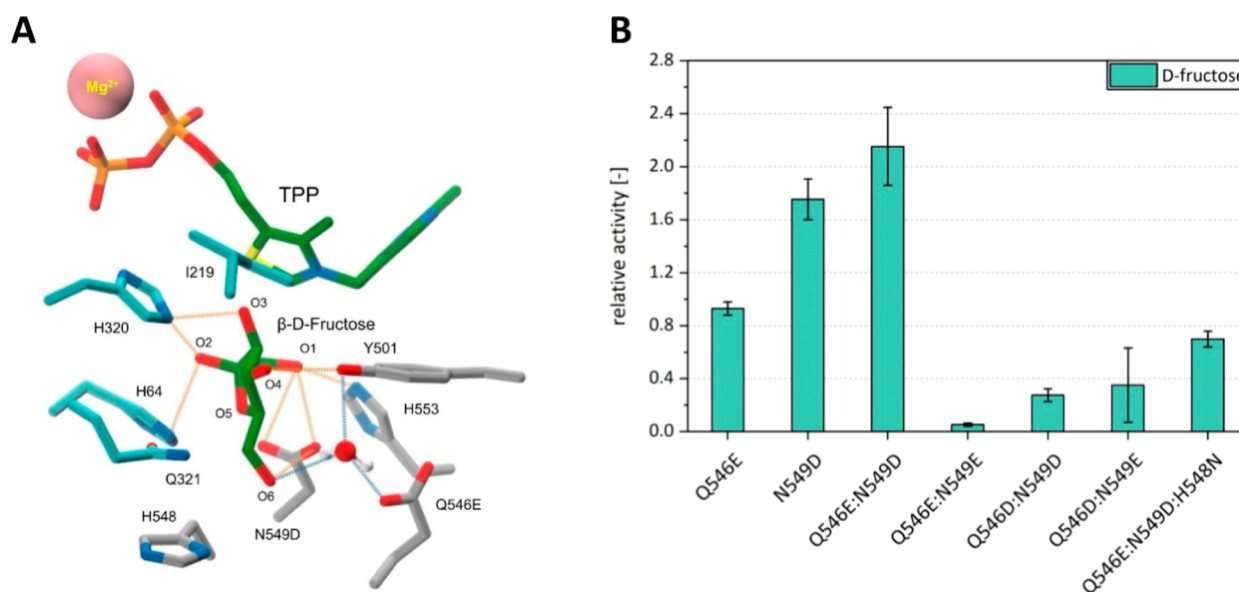 A
Mg²⁺
TPP
I219
O3
H320
β-D-Fructose
O2
O1
Y501
H64
O4
O5
H553
Q321
O6
Q546E
H548
N549D
B
D-fructose
relative activity [-]
2.8
2.4
2.0
1.6
1.2
0.8
0.4
0.0
Q546E
N549D
Q546E:N549D
Q546E:N549E
Q546D:N549D
Q546D:N549E
Q546E:N549D:H548N